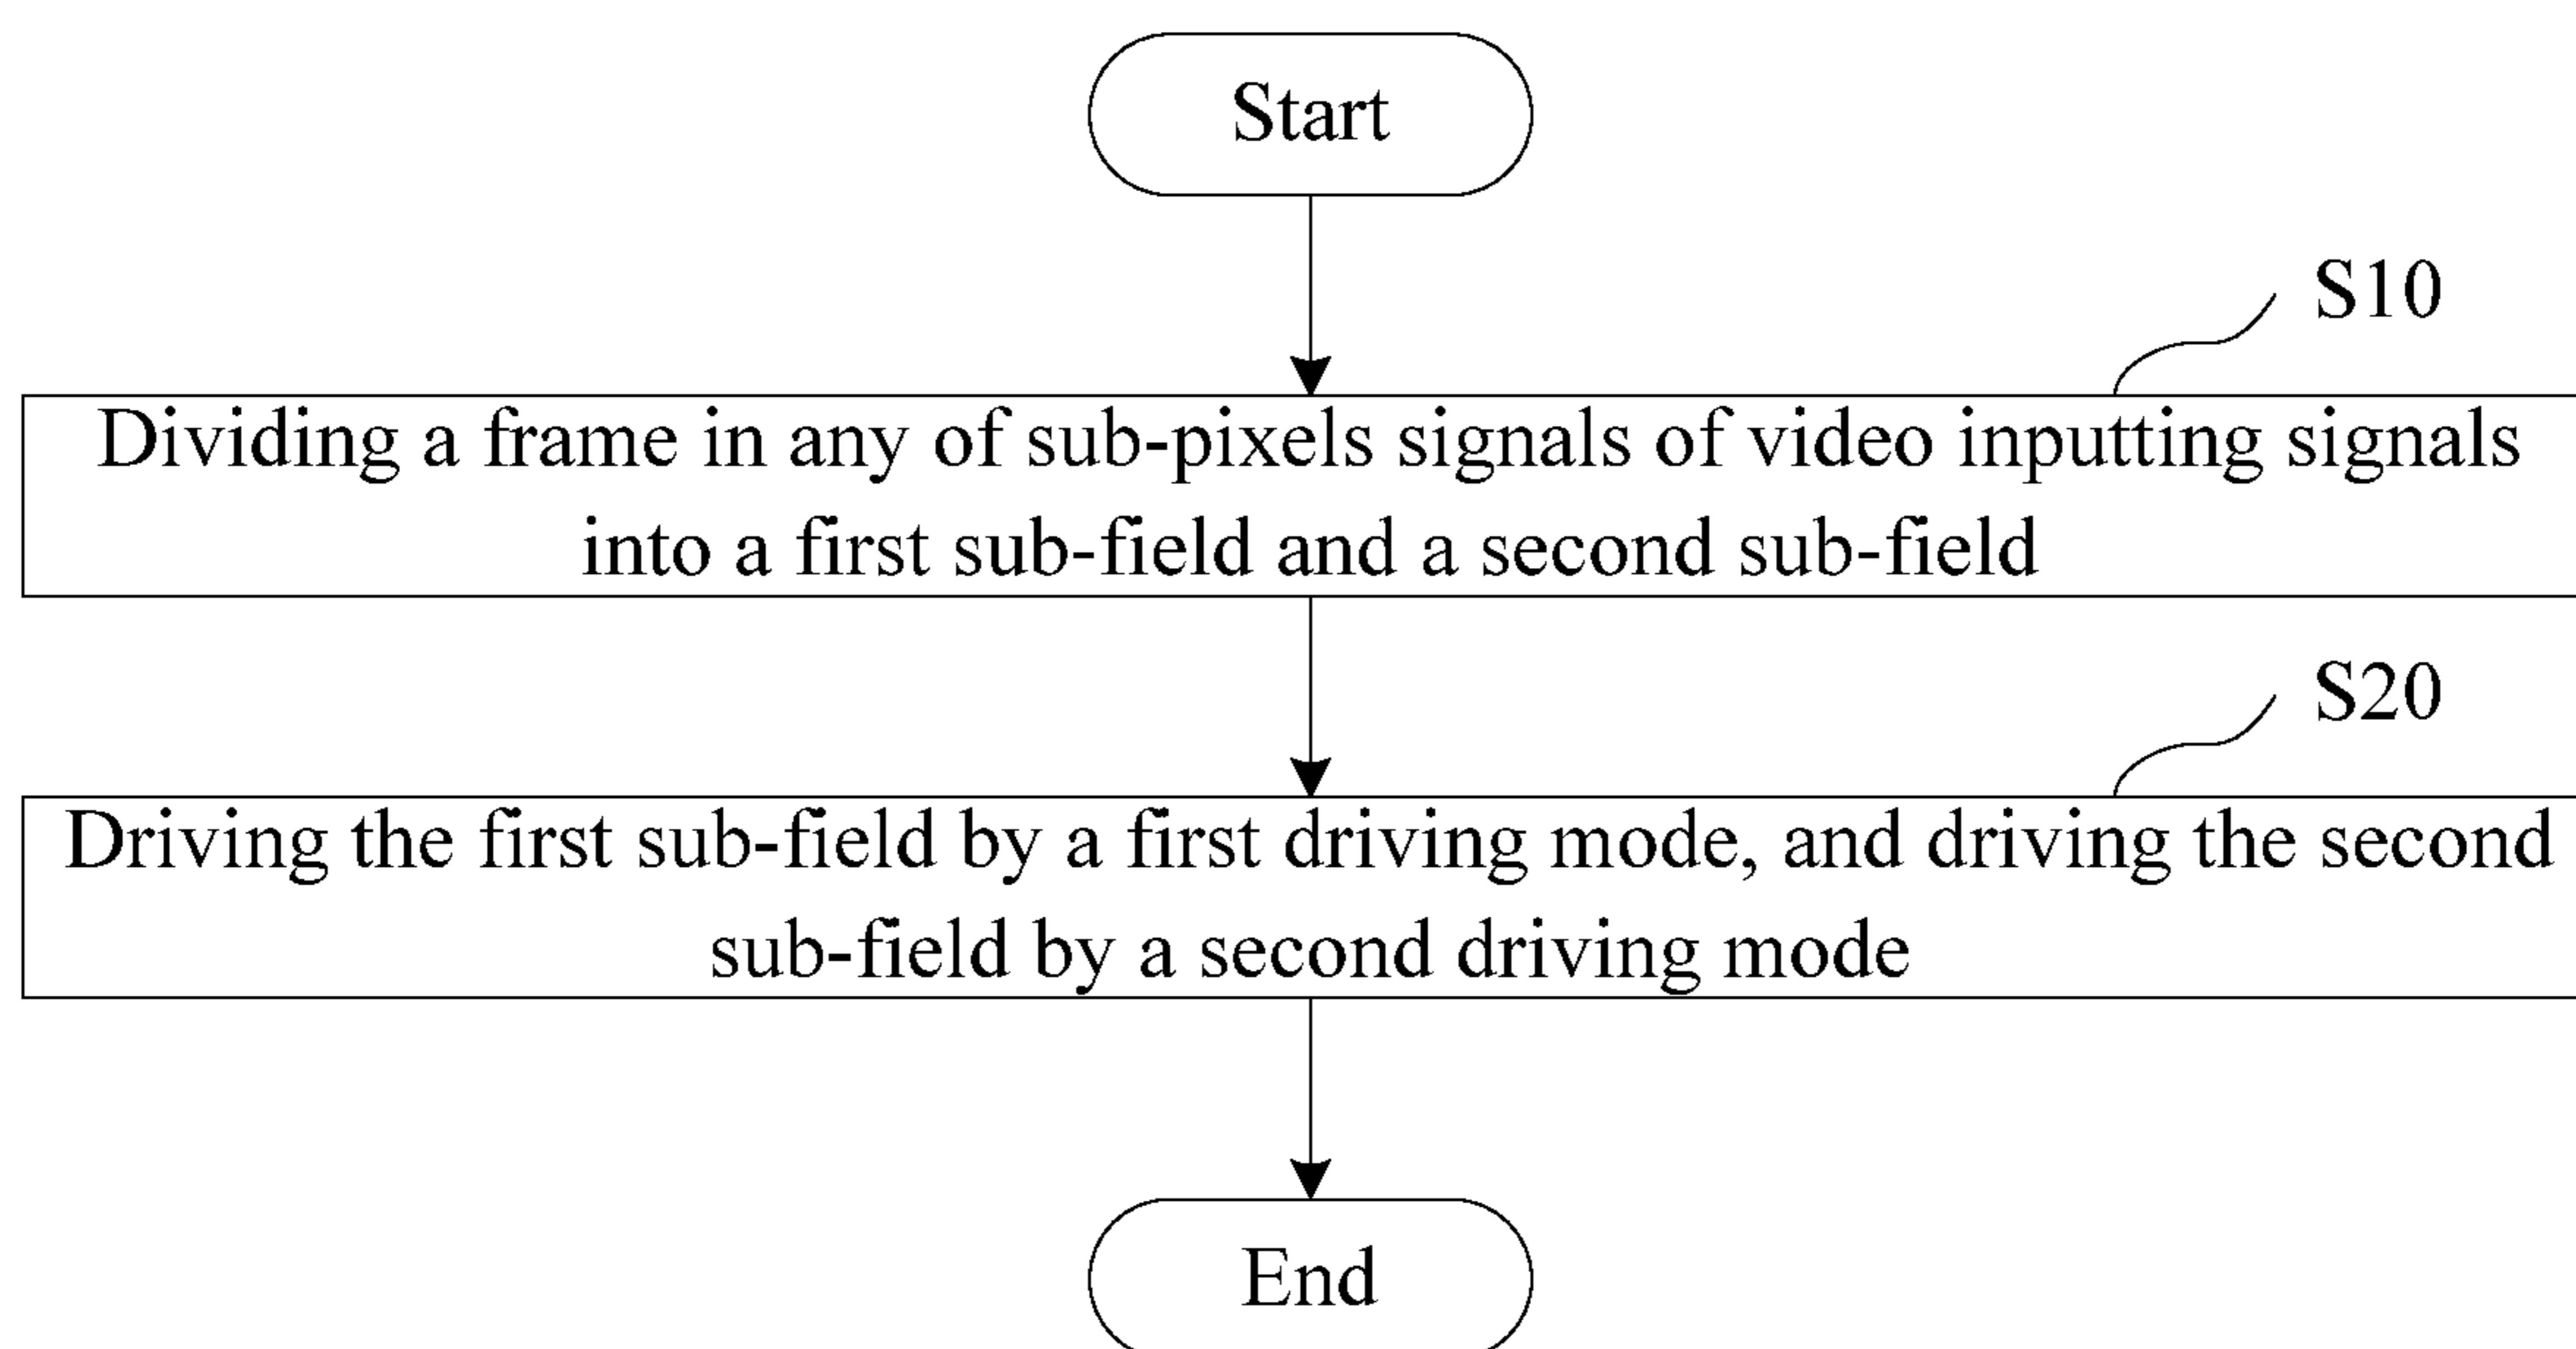 Start
S10
Dividing a frame in any of sub-pixels signals of video inputting signals
into a first sub-field and a second sub-field
S20
Driving the first sub-field by a first driving mode, and driving the second
sub-field by a second driving mode
End